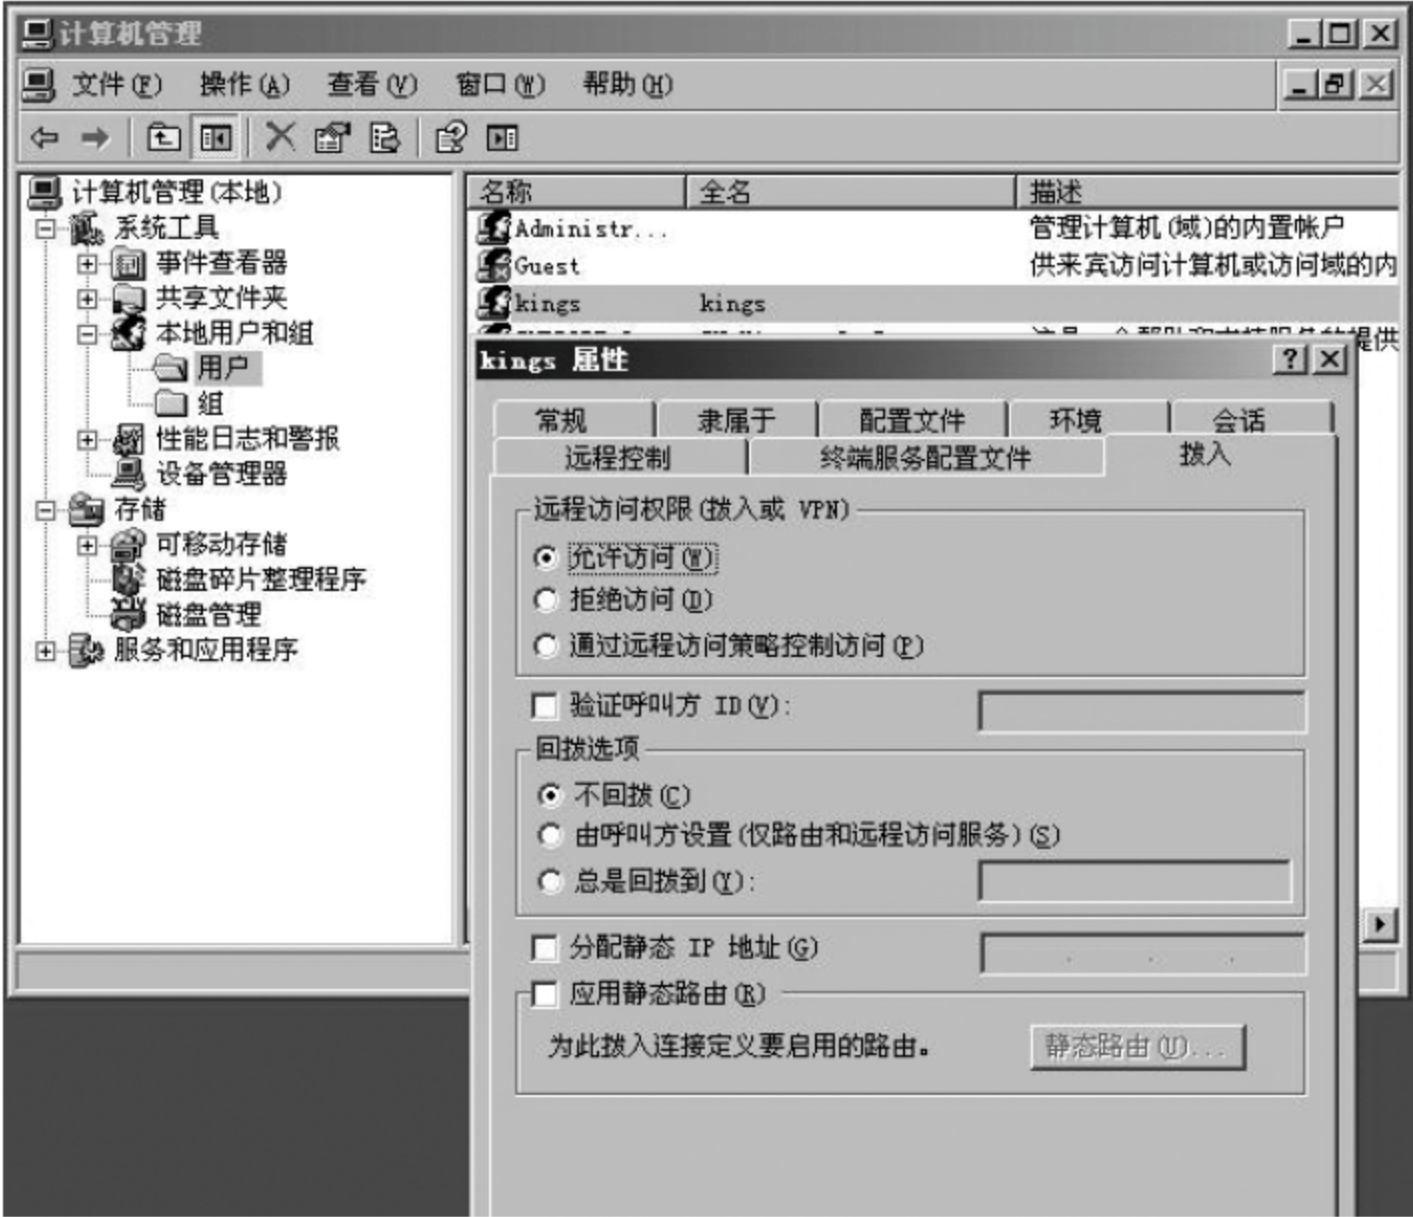 计算机管理
文件(F) 操作(A) 查看(V) 窗口(W) 帮助(H)
计算机管理(本地)
系统工具
事件查看器
共享文件夹
本地用户和组
用户
组
性能日志和警报
设备管理器
存储
可移动存储
磁盘碎片整理程序
磁盘管理
服务和应用程序
名称 全名 描述
Administr... 管理计算机(域)的内置帐户
Guest 供来宾访问计算机或访问域的内
kings kings
提供
kings 属性
常规 隶属于 配置文件 环境 会话
远程控制 终端服务配置文件 拨入
远程访问权限(拨入或 VPN)
允许访问(W)
拒绝访问(D)
通过远程访问策略控制访问(P)
验证呼叫方 ID(V):
回拨选项
不回拨(C)
由呼叫方设置(仅路由和远程访问服务)(S)
总是回拨到(Y):
分配静态 IP 地址(G)
应用静态路由(R)
为此拨入连接定义要启用的路由。
静态路由(U)...